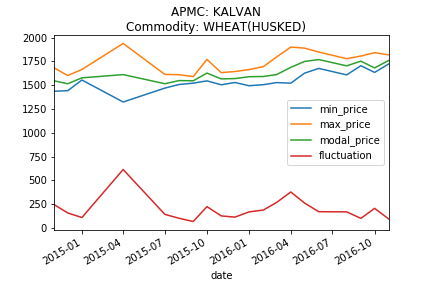 APMC: KALVAN
Commodity: WHEAT(HUSKED)
2000
1750
1500
1250
1000
750
500
250
0
min_price
max_price
modal_price
fluctuation
2015-01
2015-04
2015-07
2015-10
2016-01
2016-04
2016-07
2016-10
date